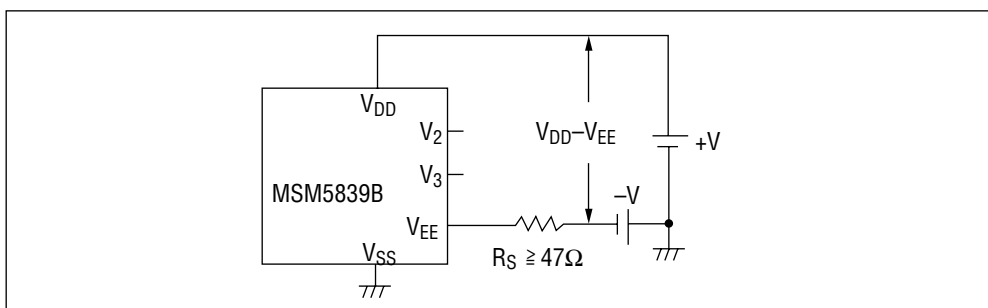 V_DD
V_2
V_DD–V_EE
+V
V_3
MSM5839B
–V
V_EE
R_S ≧ 47Ω
V_SS